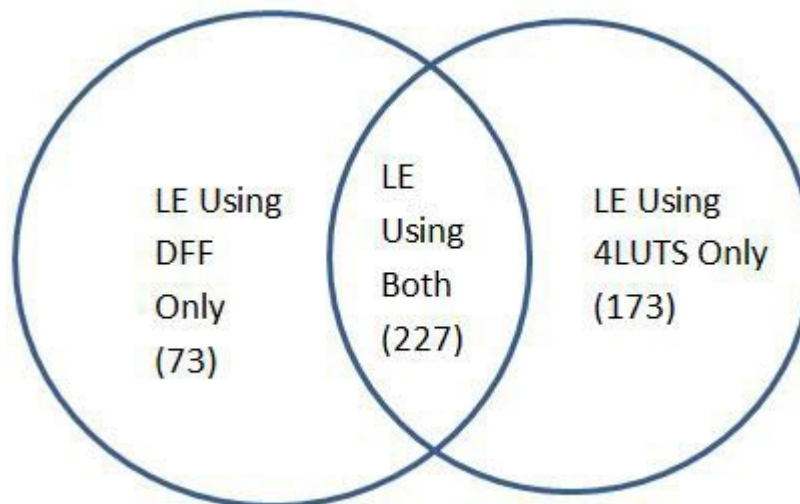 LE Using
DFF
Only
(73)
LE
Using
Both
(227)
LE Using
4LUTS Only
(173)